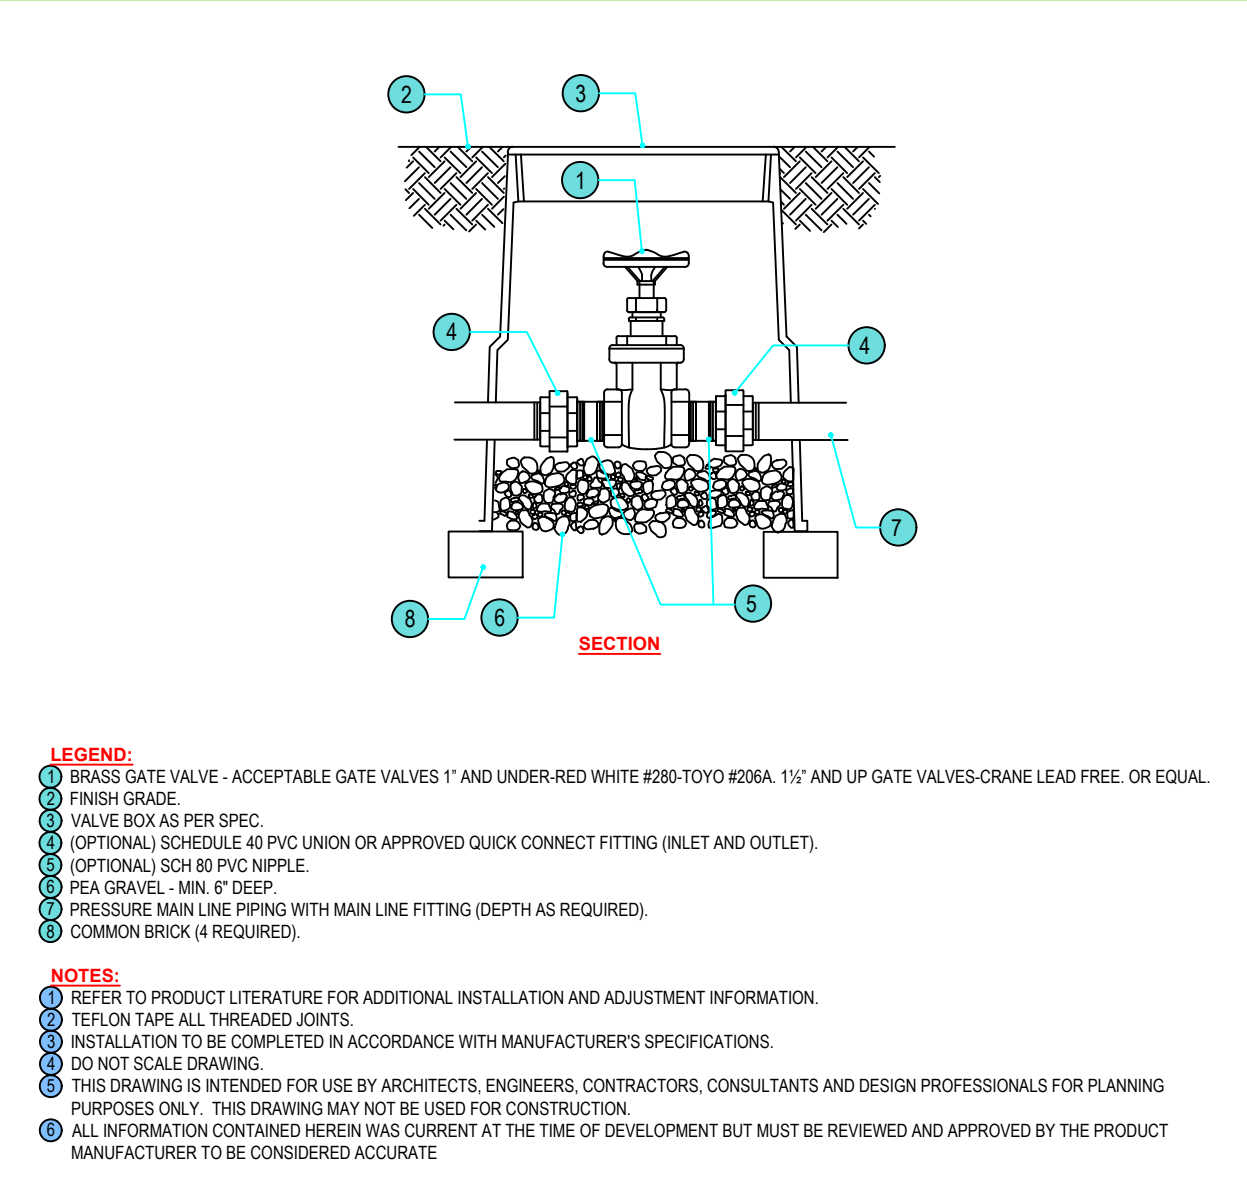 2
3
1
4
4
7
5
6
8
SECTION
LEGEND:
1 BRASS GATE VALVE - ACCEPTABLE GATE VALVES 1” AND UNDER-RED WHITE #280-TOYO #206A. 1½” AND UP GATE VALVES-CRANE LEAD FREE. OR EQUAL.
2 FINISH GRADE.
3 VALVE BOX AS PER SPEC.
4 (OPTIONAL) SCHEDULE 40 PVC UNION OR APPROVED QUICK CONNECT FITTING (INLET AND OUTLET).
5 (OPTIONAL) SCH 80 PVC NIPPLE.
6 PEA GRAVEL - MIN. 6" DEEP.
7 PRESSURE MAIN LINE PIPING WITH MAIN LINE FITTING (DEPTH AS REQUIRED).
8 COMMON BRICK (4 REQUIRED).
NOTES:
1 REFER TO PRODUCT LITERATURE FOR ADDITIONAL INSTALLATION AND ADJUSTMENT INFORMATION.
2 TEFLON TAPE ALL THREADED JOINTS.
3 INSTALLATION TO BE COMPLETED IN ACCORDANCE WITH MANUFACTURER'S SPECIFICATIONS.
4 DO NOT SCALE DRAWING.
5 THIS DRAWING IS INTENDED FOR USE BY ARCHITECTS, ENGINEERS, CONTRACTORS, CONSULTANTS AND DESIGN PROFESSIONALS FOR PLANNING
PURPOSES ONLY. THIS DRAWING MAY NOT BE USED FOR CONSTRUCTION.
6 ALL INFORMATION CONTAINED HEREIN WAS CURRENT AT THE TIME OF DEVELOPMENT BUT MUST BE REVIEWED AND APPROVED BY THE PRODUCT
MANUFACTURER TO BE CONSIDERED ACCURATE